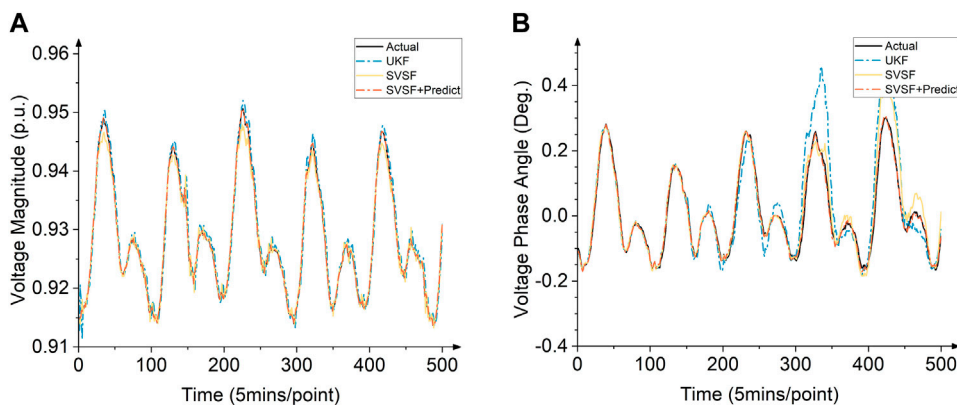 A
Voltage Magnitude (p.u.)
0.96
0.95
0.94
0.93
0.92
0.91
0
100
200
300
400
500
Time (5mins/point)
Actual
UKF
SVSF
SVSF+Predict
B
Voltage Phase Angle (Deg.)
0.4
0.2
0.0
-0.2
-0.4
0
100
200
300
400
500
Time (5mins/point)
Actual
UKF
SVSF
SVSF+Predict